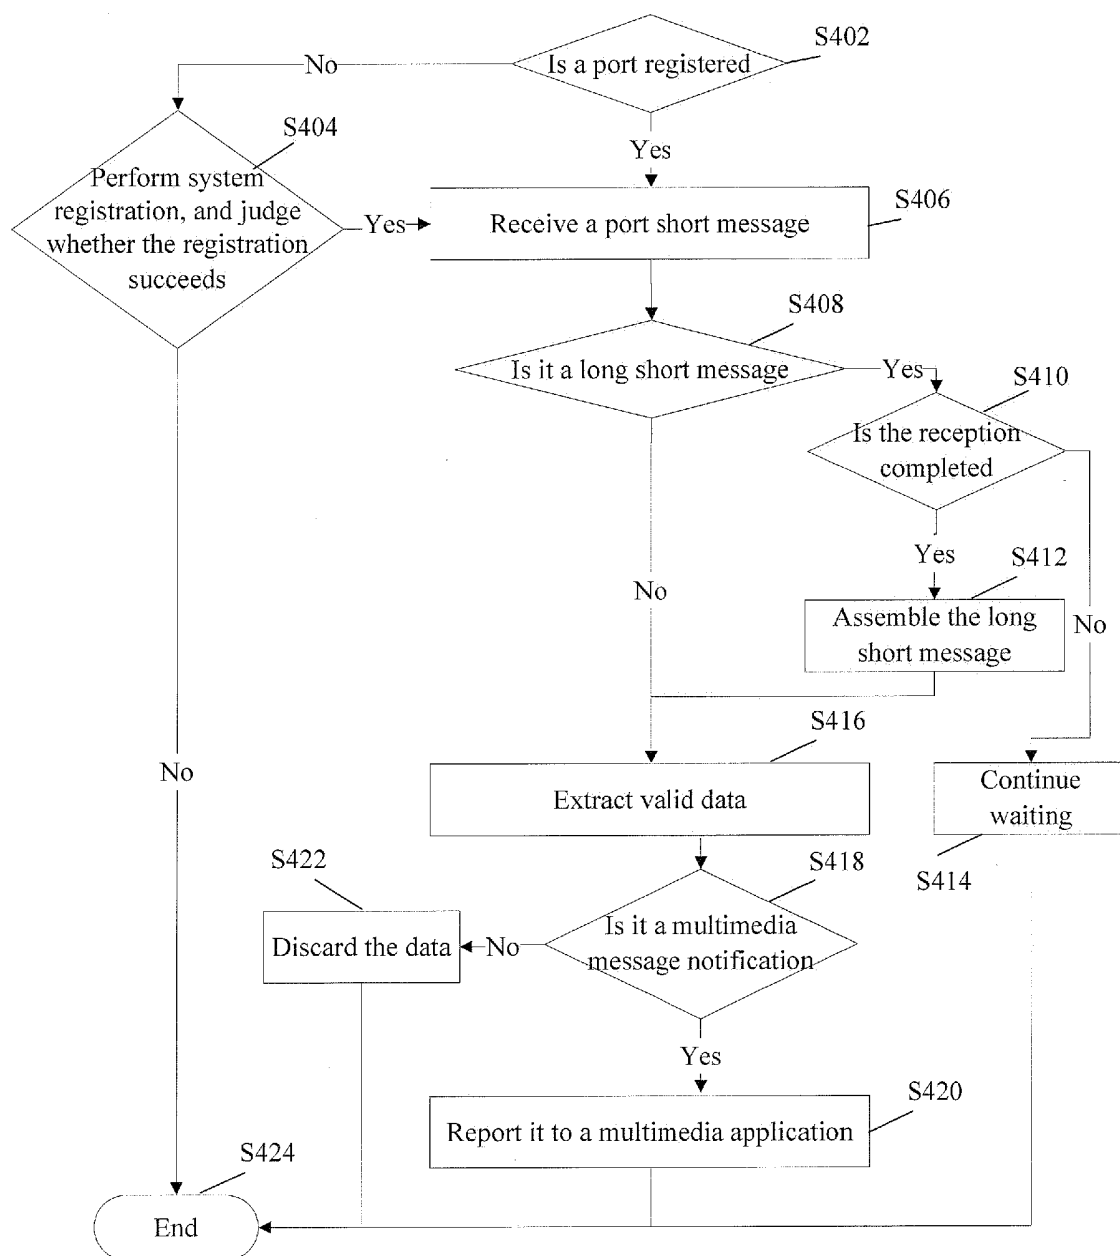 S402
Is a port registered
No
S404
Yes
Perform system
registration, and judge
whether the registration
succeeds
Yes
S406
Receive a port short message
S408
Is it a long short message
Yes
S410
Is the reception
completed
Yes
S412
No
Assemble the long
short message
No
S416
No
Extract valid data
Continue
waiting
S422
S418
S414
Is it a multimedia
message notification
Discard the data
No
Yes
S420
Report it to a multimedia application
S424
End